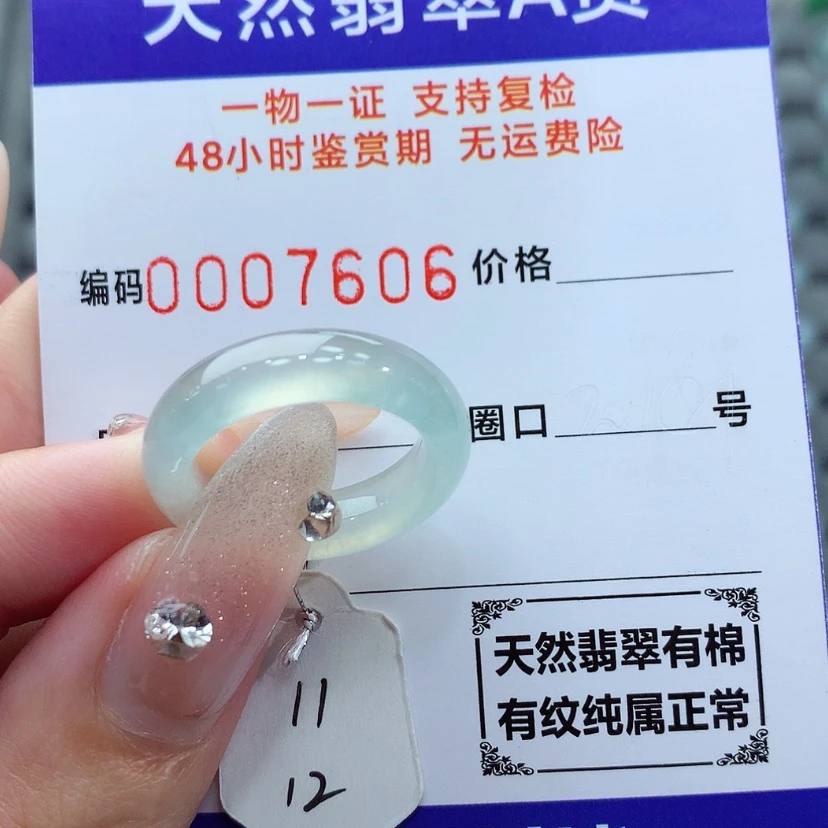 天然翡翠A货
一物一证 支持复检
48小时鉴赏期 无运费险
编码0007606 价格
圈口 号
天然翡翠有棉
有纹纯属正常
11
12